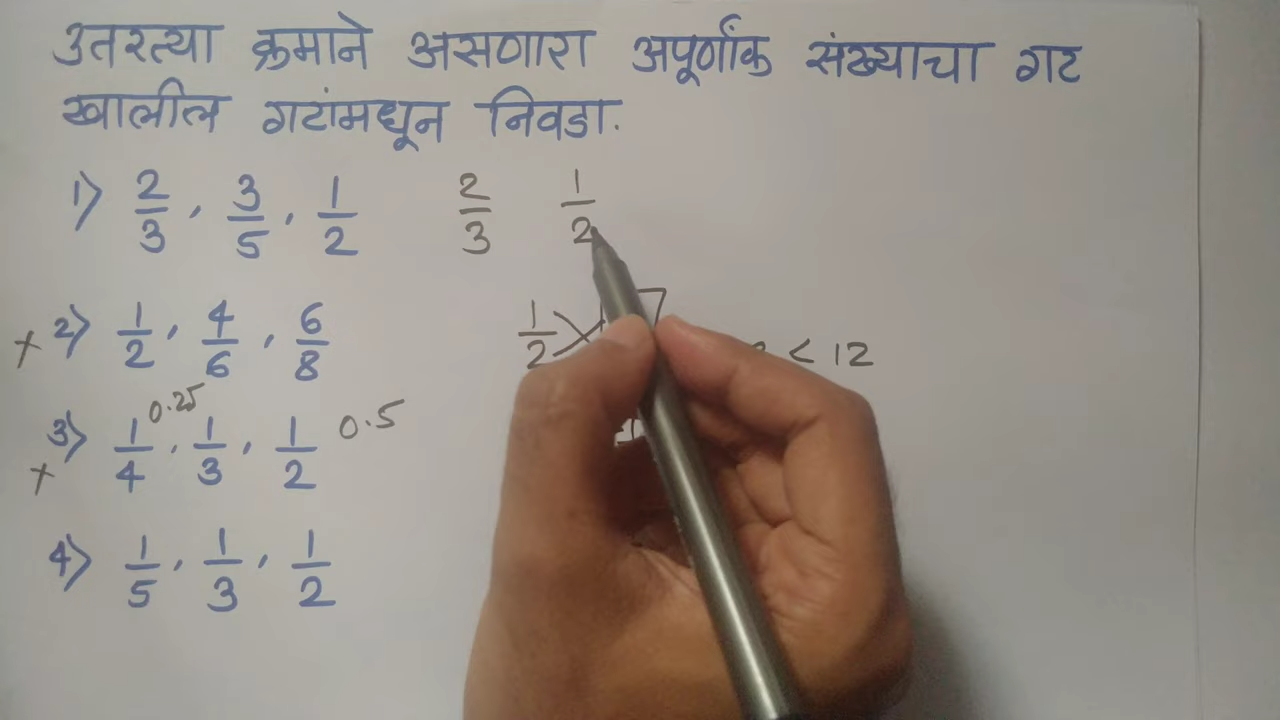 उतरत्या क्रमाने असणारा अपूर्णांक संख्याचा गट
खालील गटांमधून निवडा.
1) 2/3, 3/5, 1/2 2/3 1/2
× 2) 1/2, 4/6, 6/8 1/2 < 12
× 3) 1/4 0.25, 1/3, 1/2 0.5
4) 1/5, 1/3, 1/2